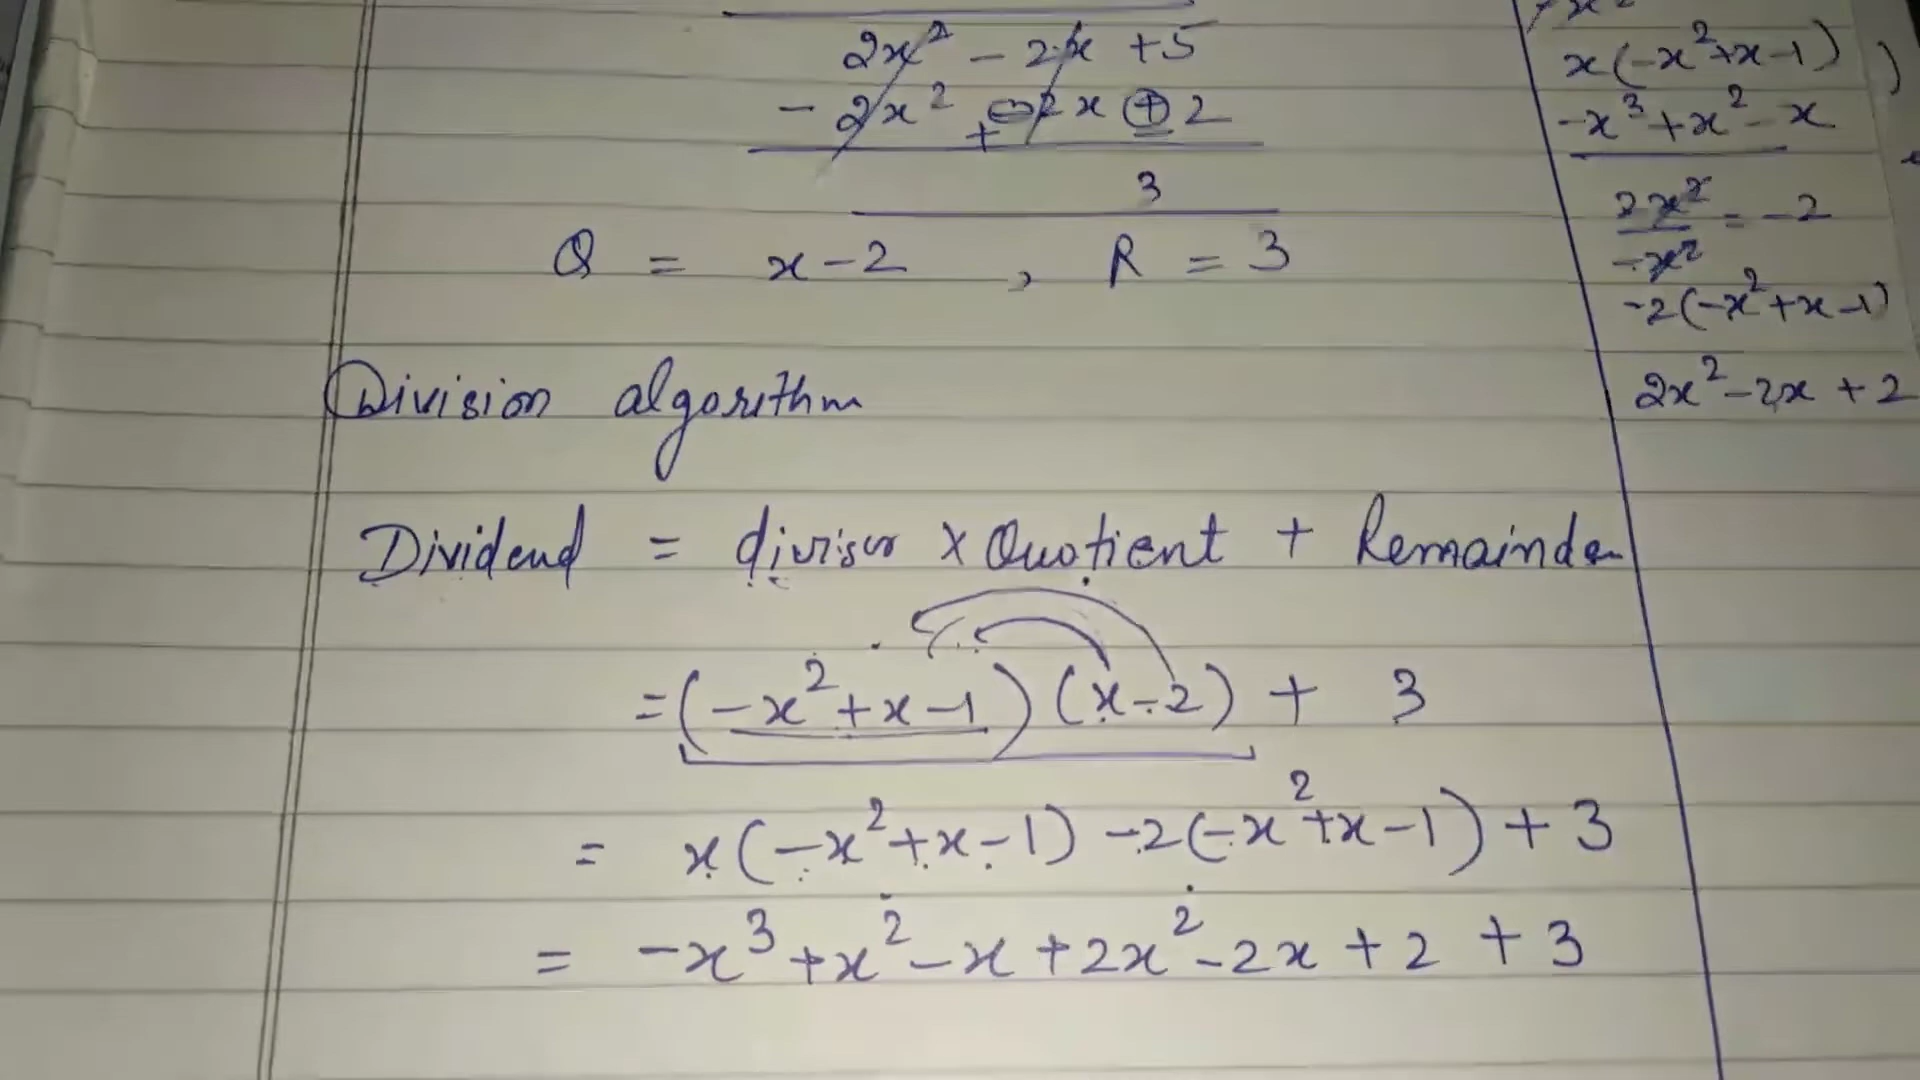 2x² - 2x + 5
- 2x² - 2x + 2
+
3
Q = x - 2 , R = 3
Division algorithm
Dividend = divisor × Quotient + Remainder
= (-x² + x - 1) (x - 2) + 3
= x(-x² + x - 1) - 2(-x² + x - 1) + 3
= -x³ + x² - x + 2x² - 2x + 2 + 3
x(-x² + x - 1)
-x³ + x² - x
2x² / -x² = -2
-2(-x² + x - 1)
2x² - 2x + 2